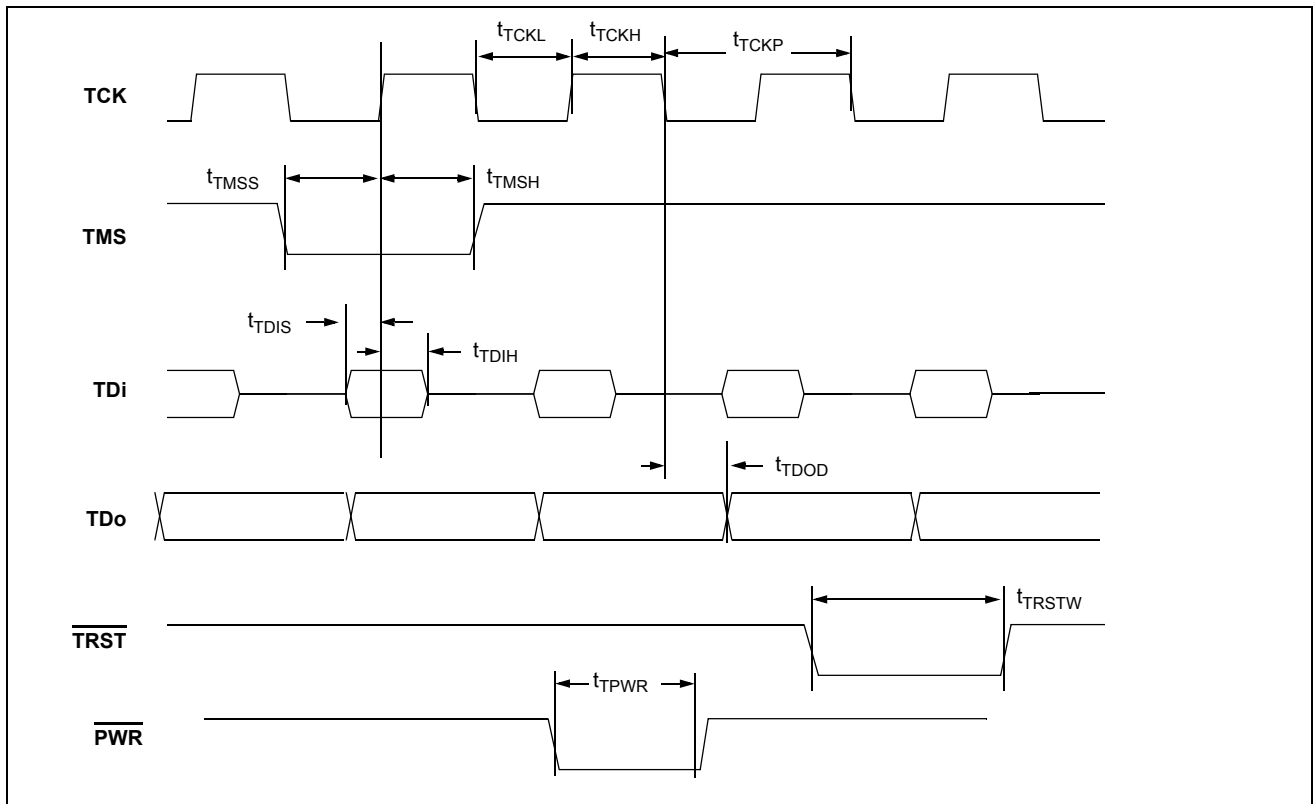 tTCKL
tTCKH
tTCKP
TCK
tTMSS
tTMSH
TMS
tTDIS
tTDIH
TDi
tTDOD
TDo
tTRSTW
TRST
tTPWR
PWR